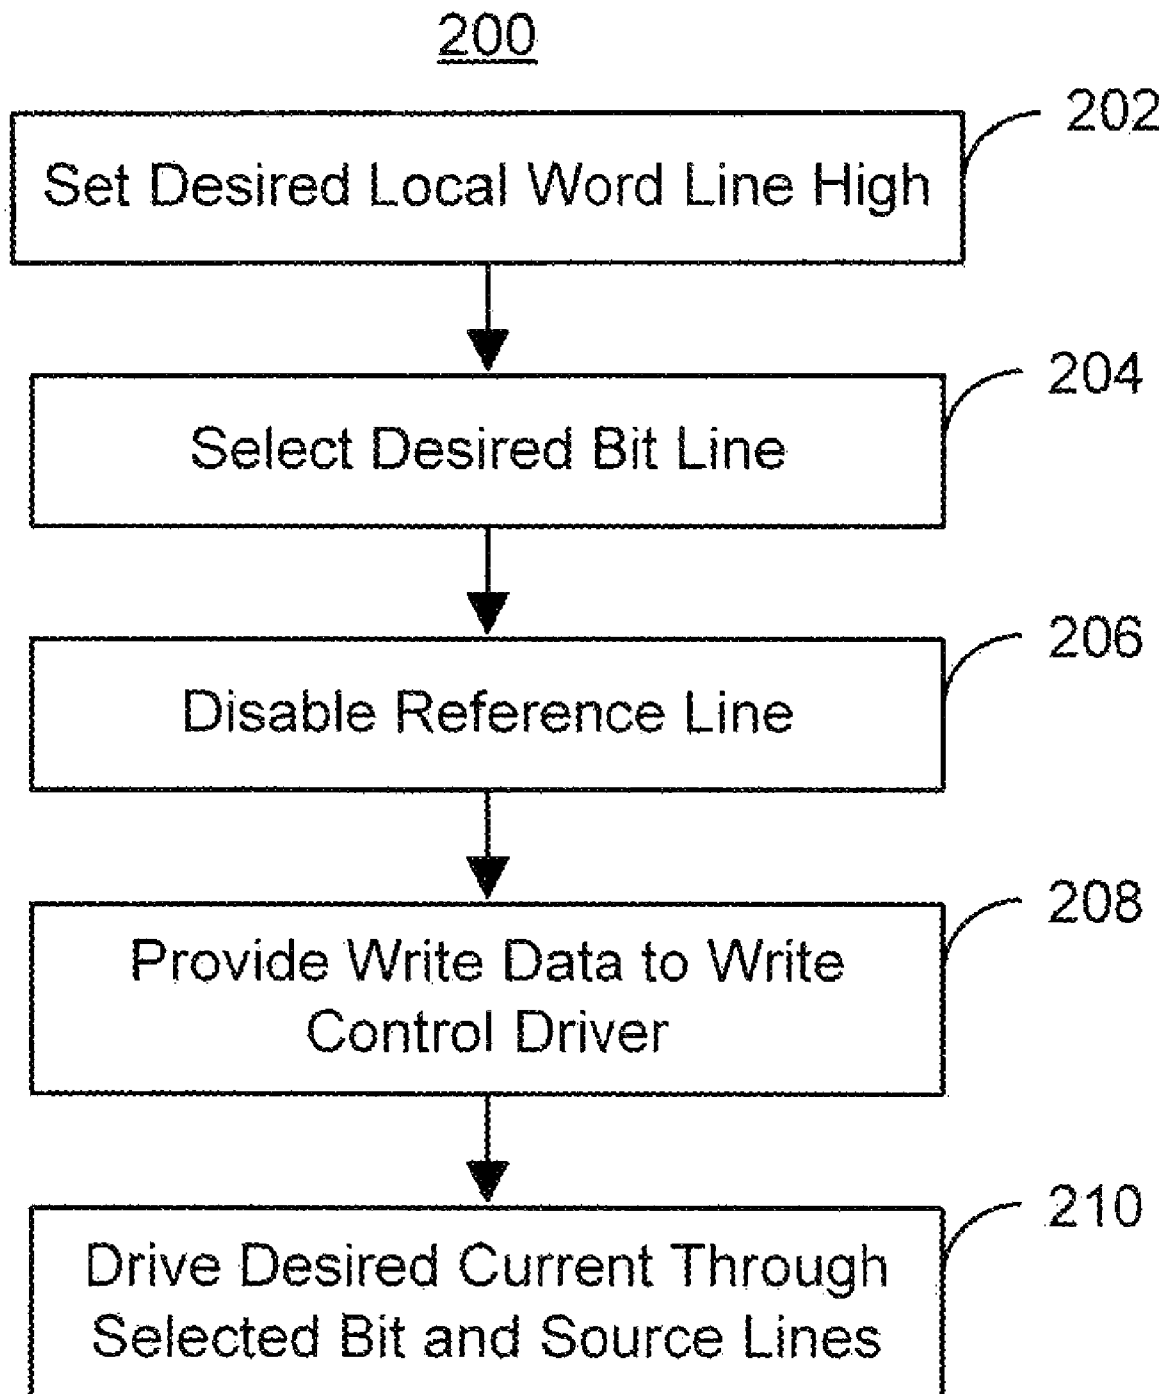 200
202
Set Desired Local Word Line High
204
Select Desired Bit Line
206
Disable Reference Line
208
Provide Write Data to Write
Control Driver
210
Drive Desired Current Through
Selected Bit and Source Lines